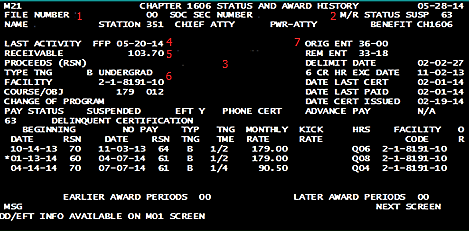 M21 CHAPTER 1606 STATUS AND AWARD HISTORY 05-28-14
FILE NUMBER 1 00 SOC SEC NUMBER 2 M/R STATUS SUSP 63
NAME STATION 351 CHIEF ATTY PWR-ATTY BENEFIT CH1606
LAST ACTIVITY FFP 05-20-14 4 7 ORIG ENT 36-00
RECEIVABLE 103.70 5 REM ENT 33-18
PROCEEDS (RSN) 3 DELIMIT DATE 02-02-27
TYPE TNG B UNDERGRAD 6 6 CR HR EXC DATE 11-02-13
FACILITY 2-1-8191-10 DATE LAST CERT 02-01-14
COURSE/OBJ 179 012 DATE LAST PAID 02-01-14
CHANGE OF PROGRAM DATE CERT ISSUED 02-19-14
PAY STATUS SUSPENDED EFT Y PHONE CERT ADVANCE PAY N/A
63 DELINQUENT CERTIFICATION
BEGINNING NO PAY TYP TNG MONTHLY KICK HRS FACILITY O
DATE RSN DATE RSN TNG TME RATE RATE CODE R
10-14-13 70 11-03-13 64 B 1/2 179.00 Q06 2-1-8191-10
*01-13-14 60 04-07-14 61 B 1/2 179.00 Q08 2-1-8191-10
04-14-14 70 07-07-14 61 B 1/4 90.50 Q04 2-1-8191-10
EARLIER AWARD PERIODS 00 LATER AWARD PERIODS 00
MSG NEXT SCREEN
DD/EFT INFO AVAILABLE ON M01 SCREEN